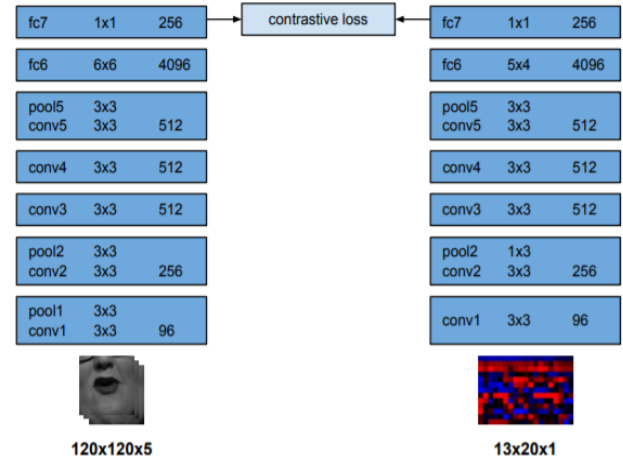 fc7 1x1 256
contrastive loss
fc7 1x1 256
fc6 6x6 4096
fc6 5x4 4096
pool5 3x3
conv5 3x3 512
pool5 3x3
conv5 3x3 512
conv4 3x3 512
conv4 3x3 512
conv3 3x3 512
conv3 3x3 512
pool2 3x3
conv2 3x3 256
pool2 1x3
conv2 3x3 256
pool1 3x3
conv1 3x3 96
conv1 3x3 96
120x120x5
13x20x1